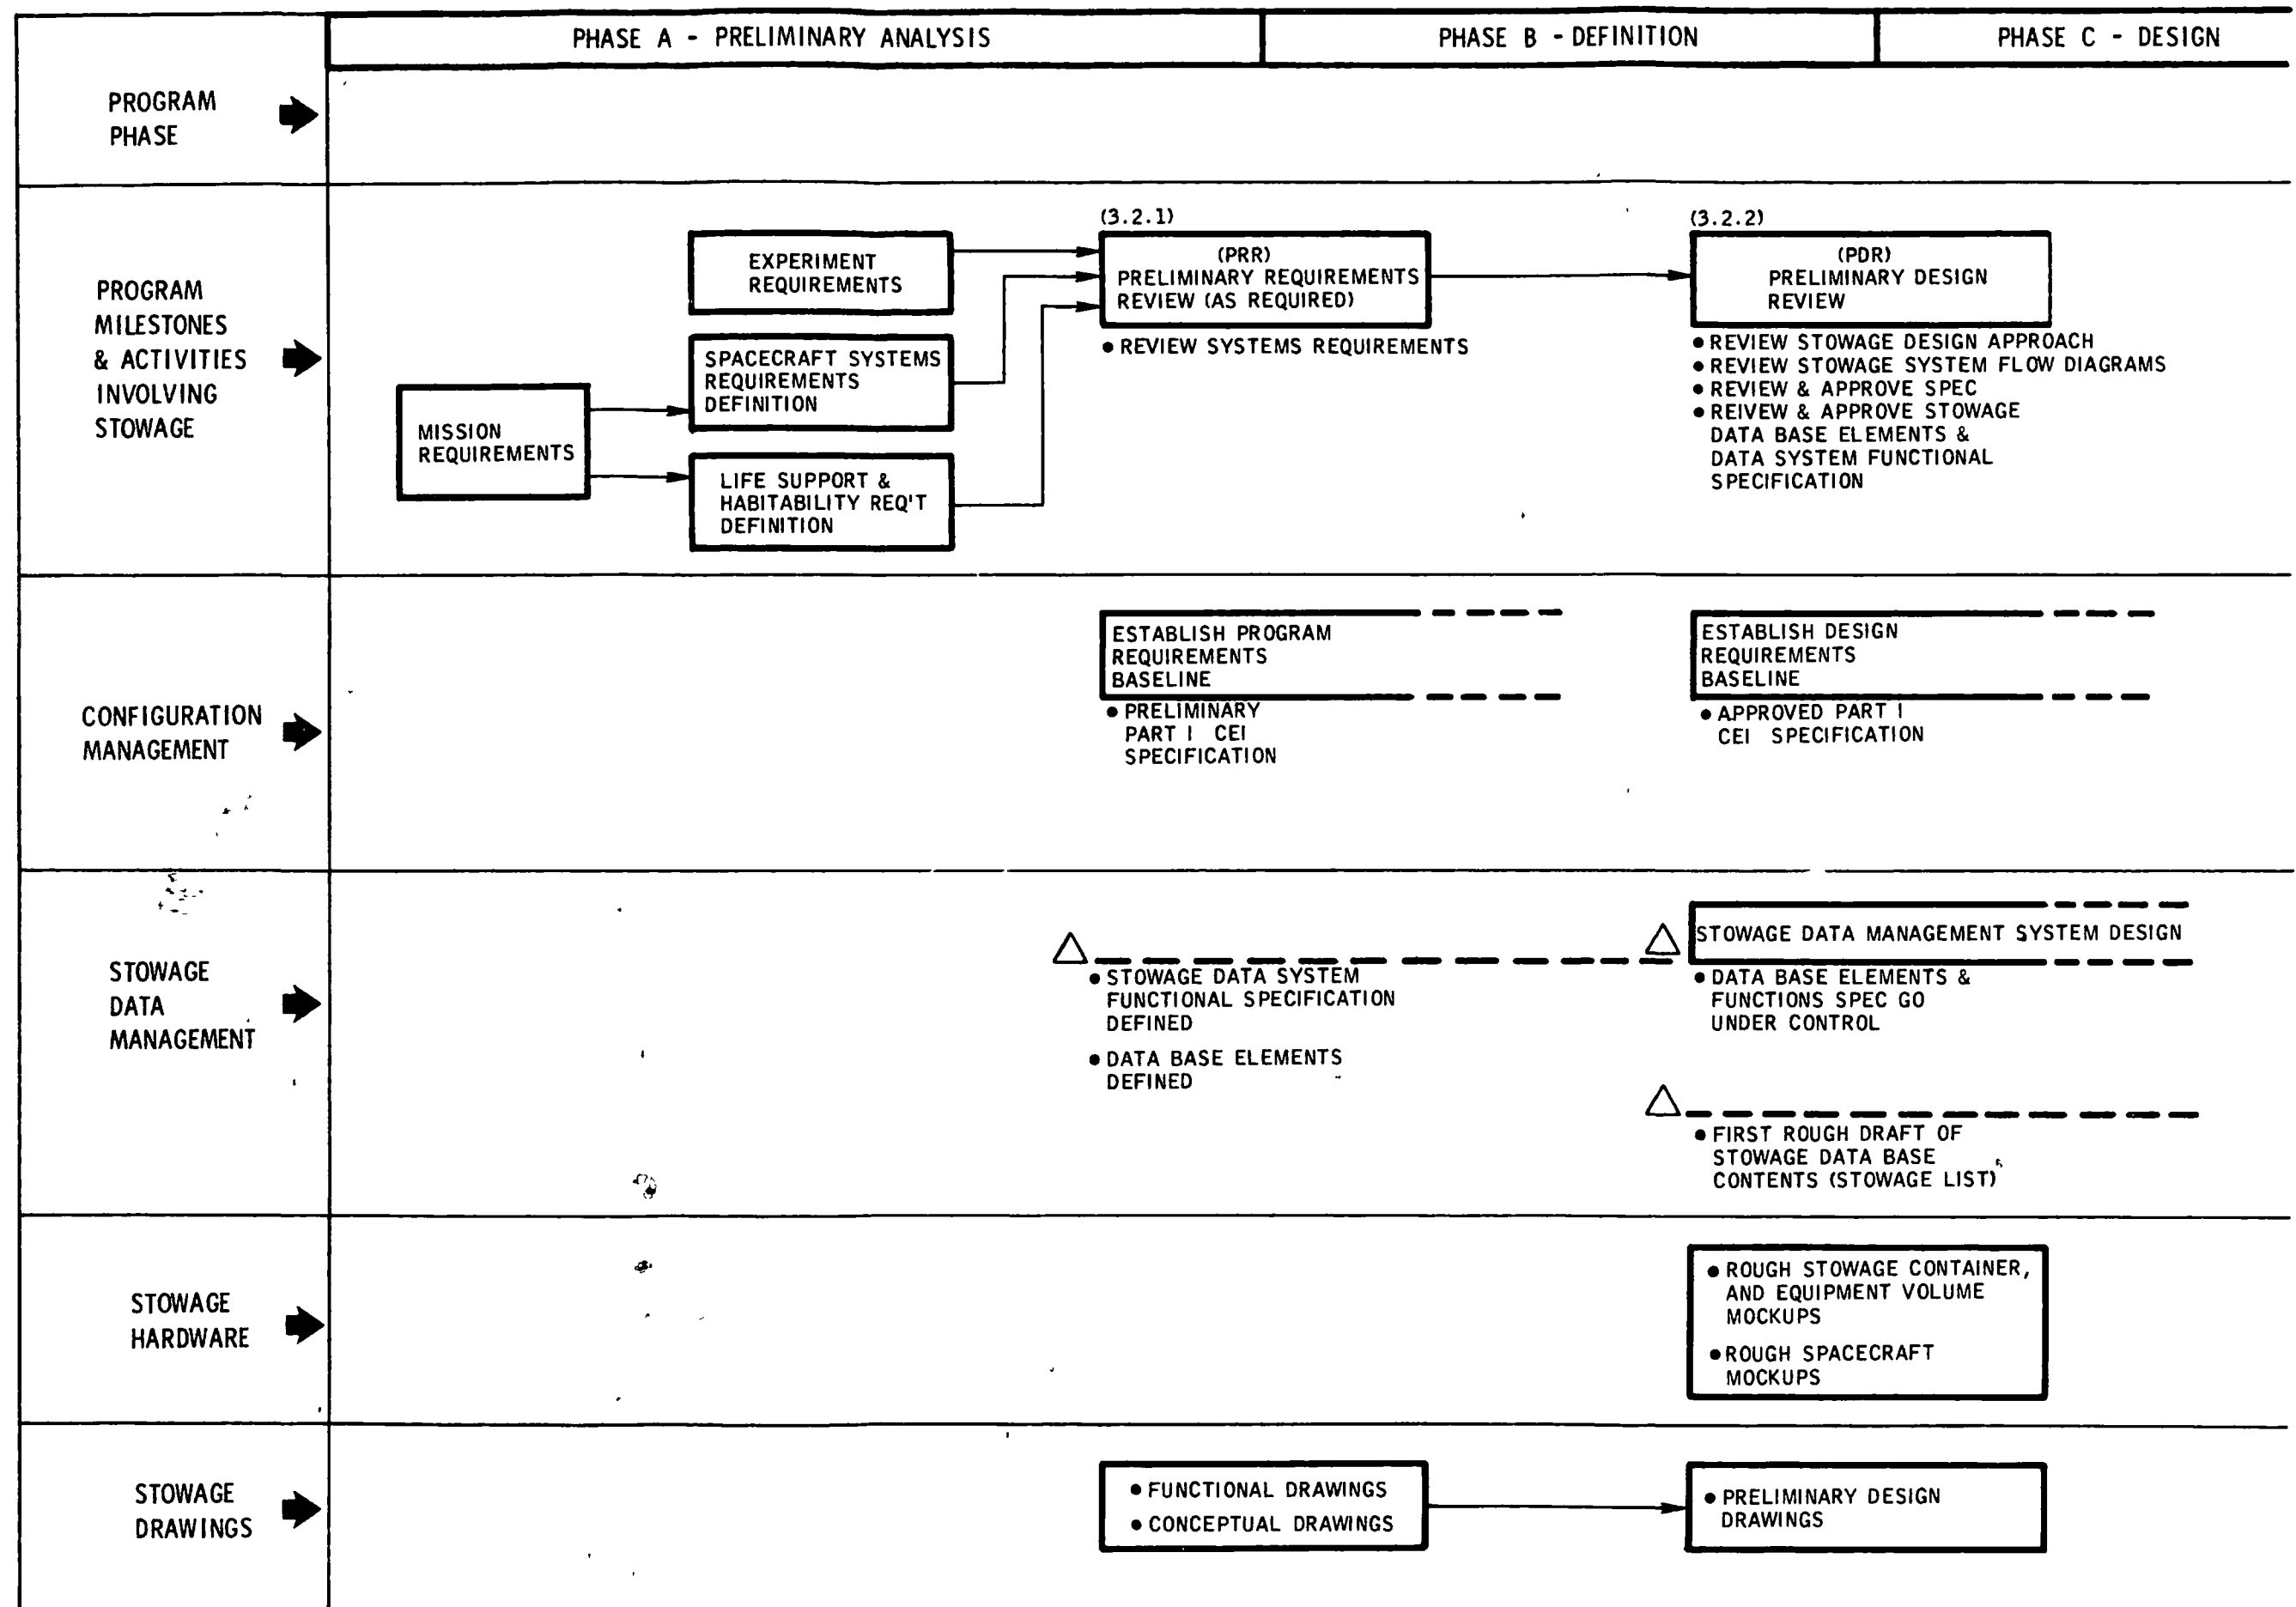 PHASE A - PRELIMINARY ANALYSIS
PHASE B - DEFINITION
PHASE C - DESIGN
PROGRAM
PHASE
PROGRAM
MILESTONES
& ACTIVITIES
INVOLVING
STOWAGE
MISSION
REQUIREMENTS
EXPERIMENT
REQUIREMENTS
SPACECRAFT SYSTEMS
REQUIREMENTS
DEFINITION
LIFE SUPPORT &
HABITABILITY REQ'T
DEFINITION
(3.2.1)
(PRR)
PRELIMINARY REQUIREMENTS
REVIEW (AS REQUIRED)
● REVIEW SYSTEMS REQUIREMENTS
(3.2.2)
(PDR)
PRELIMINARY DESIGN
REVIEW
● REVIEW STOWAGE DESIGN APPROACH
● REVIEW STOWAGE SYSTEM FLOW DIAGRAMS
● REVIEW & APPROVE SPEC
● REIVEW & APPROVE STOWAGE
DATA BASE ELEMENTS &
DATA SYSTEM FUNCTIONAL
SPECIFICATION
CONFIGURATION
MANAGEMENT
ESTABLISH PROGRAM
REQUIREMENTS
BASELINE
● PRELIMINARY
PART I CEI
SPECIFICATION
ESTABLISH DESIGN
REQUIREMENTS
BASELINE
● APPROVED PART I
CEI SPECIFICATION
STOWAGE
DATA
MANAGEMENT
● STOWAGE DATA SYSTEM
FUNCTIONAL SPECIFICATION
DEFINED
● DATA BASE ELEMENTS
DEFINED
STOWAGE DATA MANAGEMENT SYSTEM DESIGN
● DATA BASE ELEMENTS &
FUNCTIONS SPEC GO
UNDER CONTROL
● FIRST ROUGH DRAFT OF
STOWAGE DATA BASE
CONTENTS (STOWAGE LIST)
STOWAGE
HARDWARE
● ROUGH STOWAGE CONTAINER,
AND EQUIPMENT VOLUME
MOCKUPS
● ROUGH SPACECRAFT
MOCKUPS
STOWAGE
DRAWINGS
● FUNCTIONAL DRAWINGS
● CONCEPTUAL DRAWINGS
● PRELIMINARY DESIGN
DRAWINGS